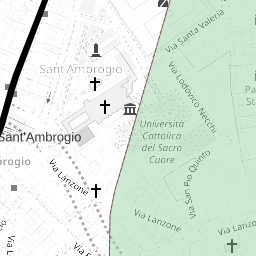 Via Santa Valeria
Sant'Ambrogio
Via Lodovico Necchi
Università
Cattolica
del Sacro
Cuore
Sant'Ambrogio
Via San Pio Quinto
Via Lanzone
Via Lanzone